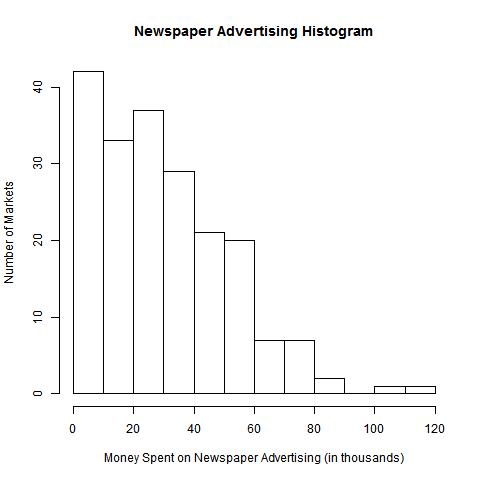 Newspaper Advertising Histogram
Number of Markets
40
30
20
10
0
0 20 40 60 80 100 120
Money Spent on Newspaper Advertising (in thousands)